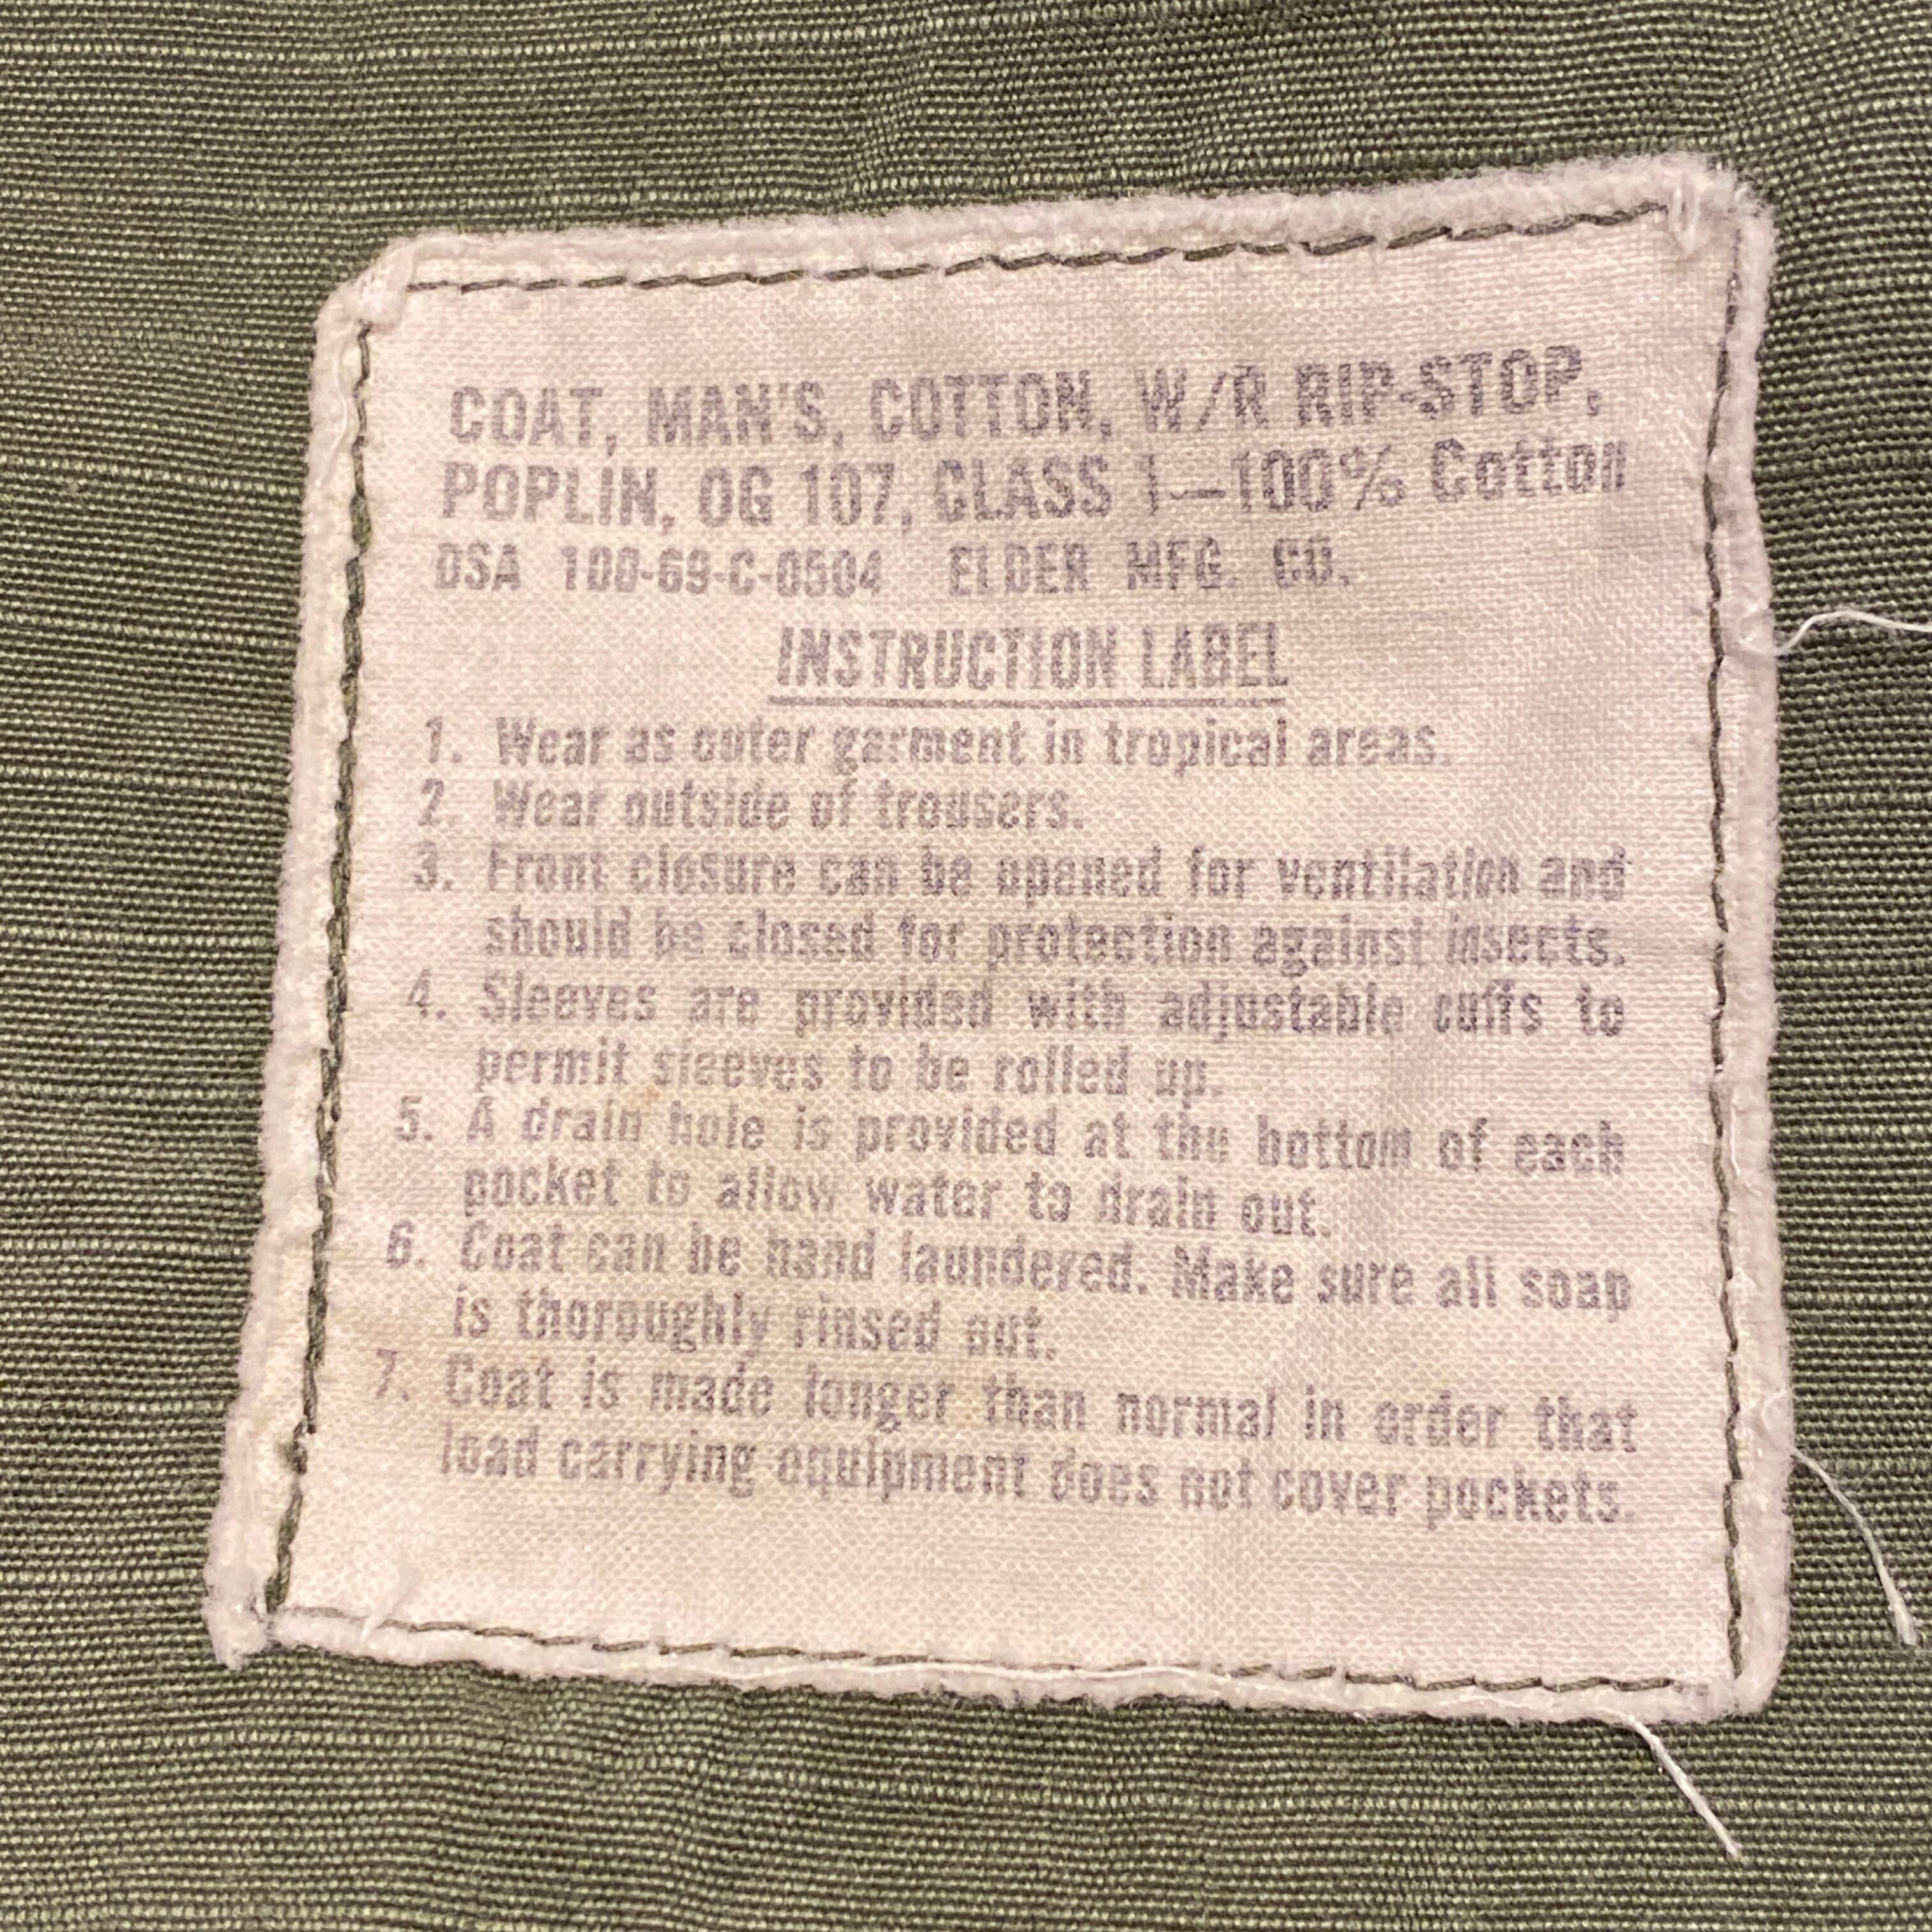 COAT, MAN'S, COTTON, W/R RIP-STOP,
POPLIN, OG 107, CLASS 1—100% Cotton
DSA 100-69-C-0504 ELDER MFG. CO.
INSTRUCTION LABEL
1. Wear as outer garment in tropical areas.
2. Wear outside of trousers.
3. Front closure can be opened for ventilation and
should be closed for protection against insects.
4. Sleeves are provided with adjustable cuffs to
permit sleeves to be rolled up.
5. A drain hole is provided at the bottom of each
pocket to allow water to drain out.
6. Coat can be hand laundered. Make sure all soap
is thoroughly rinsed out.
7. Coat is made longer than normal in order that
load carrying equipment does not cover pockets.